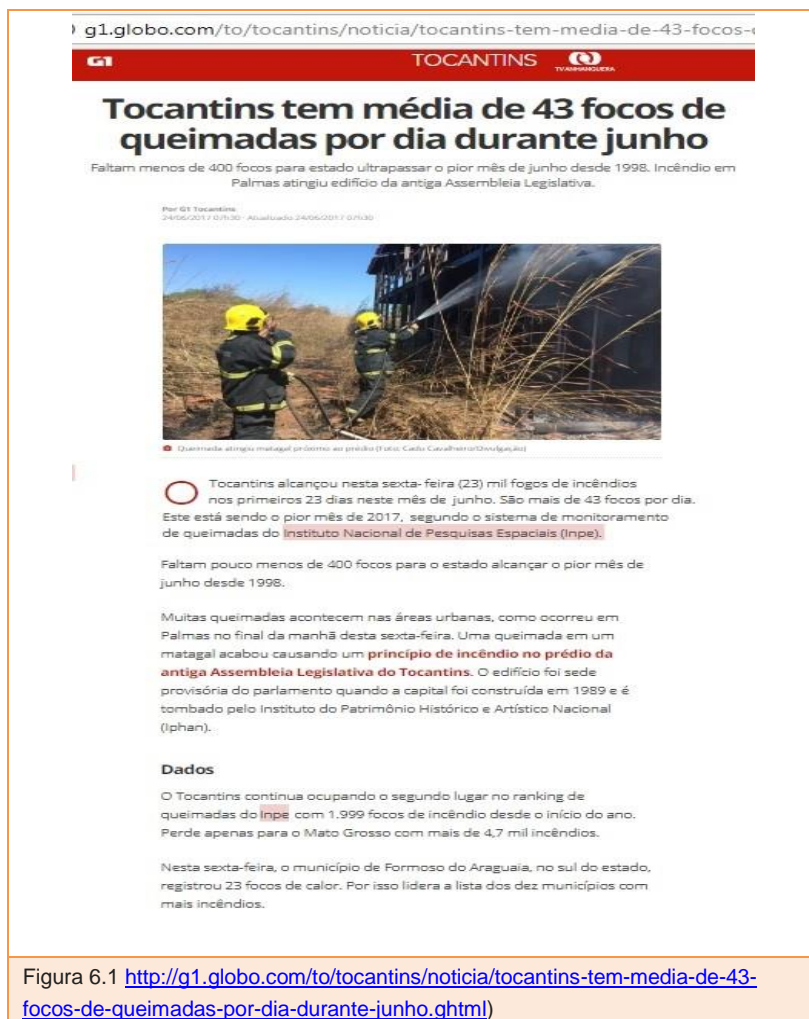 g1.globo.com/to/tocantins/noticia/tocantins-tem-media-de-43-focos-
G1
TOCANTINS
TV ANHANGUERA
Tocantins tem média de 43 focos de
queimadas por dia durante junho
Faltam menos de 400 focos para estado ultrapassar o pior mês de junho desde 1998. Incêndio em
Palmas atingiu edifício da antiga Assembleia Legislativa.
Por G1 Tocantins
24/06/2017 07h30 · Atualizado 24/06/2017 07h30
Queimada atingiu matagal próximo ao prédio (Foto: Cadu Cavalheiro/Divulgação)
O Tocantins alcançou nesta sexta- feira (23) mil fogos de incêndios
nos primeiros 23 dias neste mês de junho. São mais de 43 focos por dia.
Este está sendo o pior mês de 2017, segundo o sistema de monitoramento
de queimadas do Instituto Nacional de Pesquisas Espaciais (Inpe).
Faltam pouco menos de 400 focos para o estado alcançar o pior mês de
junho desde 1998.
Muitas queimadas acontecem nas áreas urbanas, como ocorreu em
Palmas no final da manhã desta sexta-feira. Uma queimada em um
matagal acabou causando um princípio de incêndio no prédio da
antiga Assembleia Legislativa do Tocantins. O edifício foi sede
provisória do parlamento quando a capital foi construída em 1989 e é
tombado pelo Instituto do Patrimônio Histórico e Artístico Nacional
(Iphan).
Dados
O Tocantins continua ocupando o segundo lugar no ranking de
queimadas do Inpe com 1.999 focos de incêndio desde o início do ano.
Perde apenas para o Mato Grosso com mais de 4,7 mil incêndios.
Nesta sexta-feira, o município de Formoso do Araguaia, no sul do estado,
registrou 23 focos de calor. Por isso lidera a lista dos dez municípios com
mais incêndios.
Figura 6.1 http://g1.globo.com/to/tocantins/noticia/tocantins-tem-media-de-43-
focos-de-queimadas-por-dia-durante-junho.ghtml)